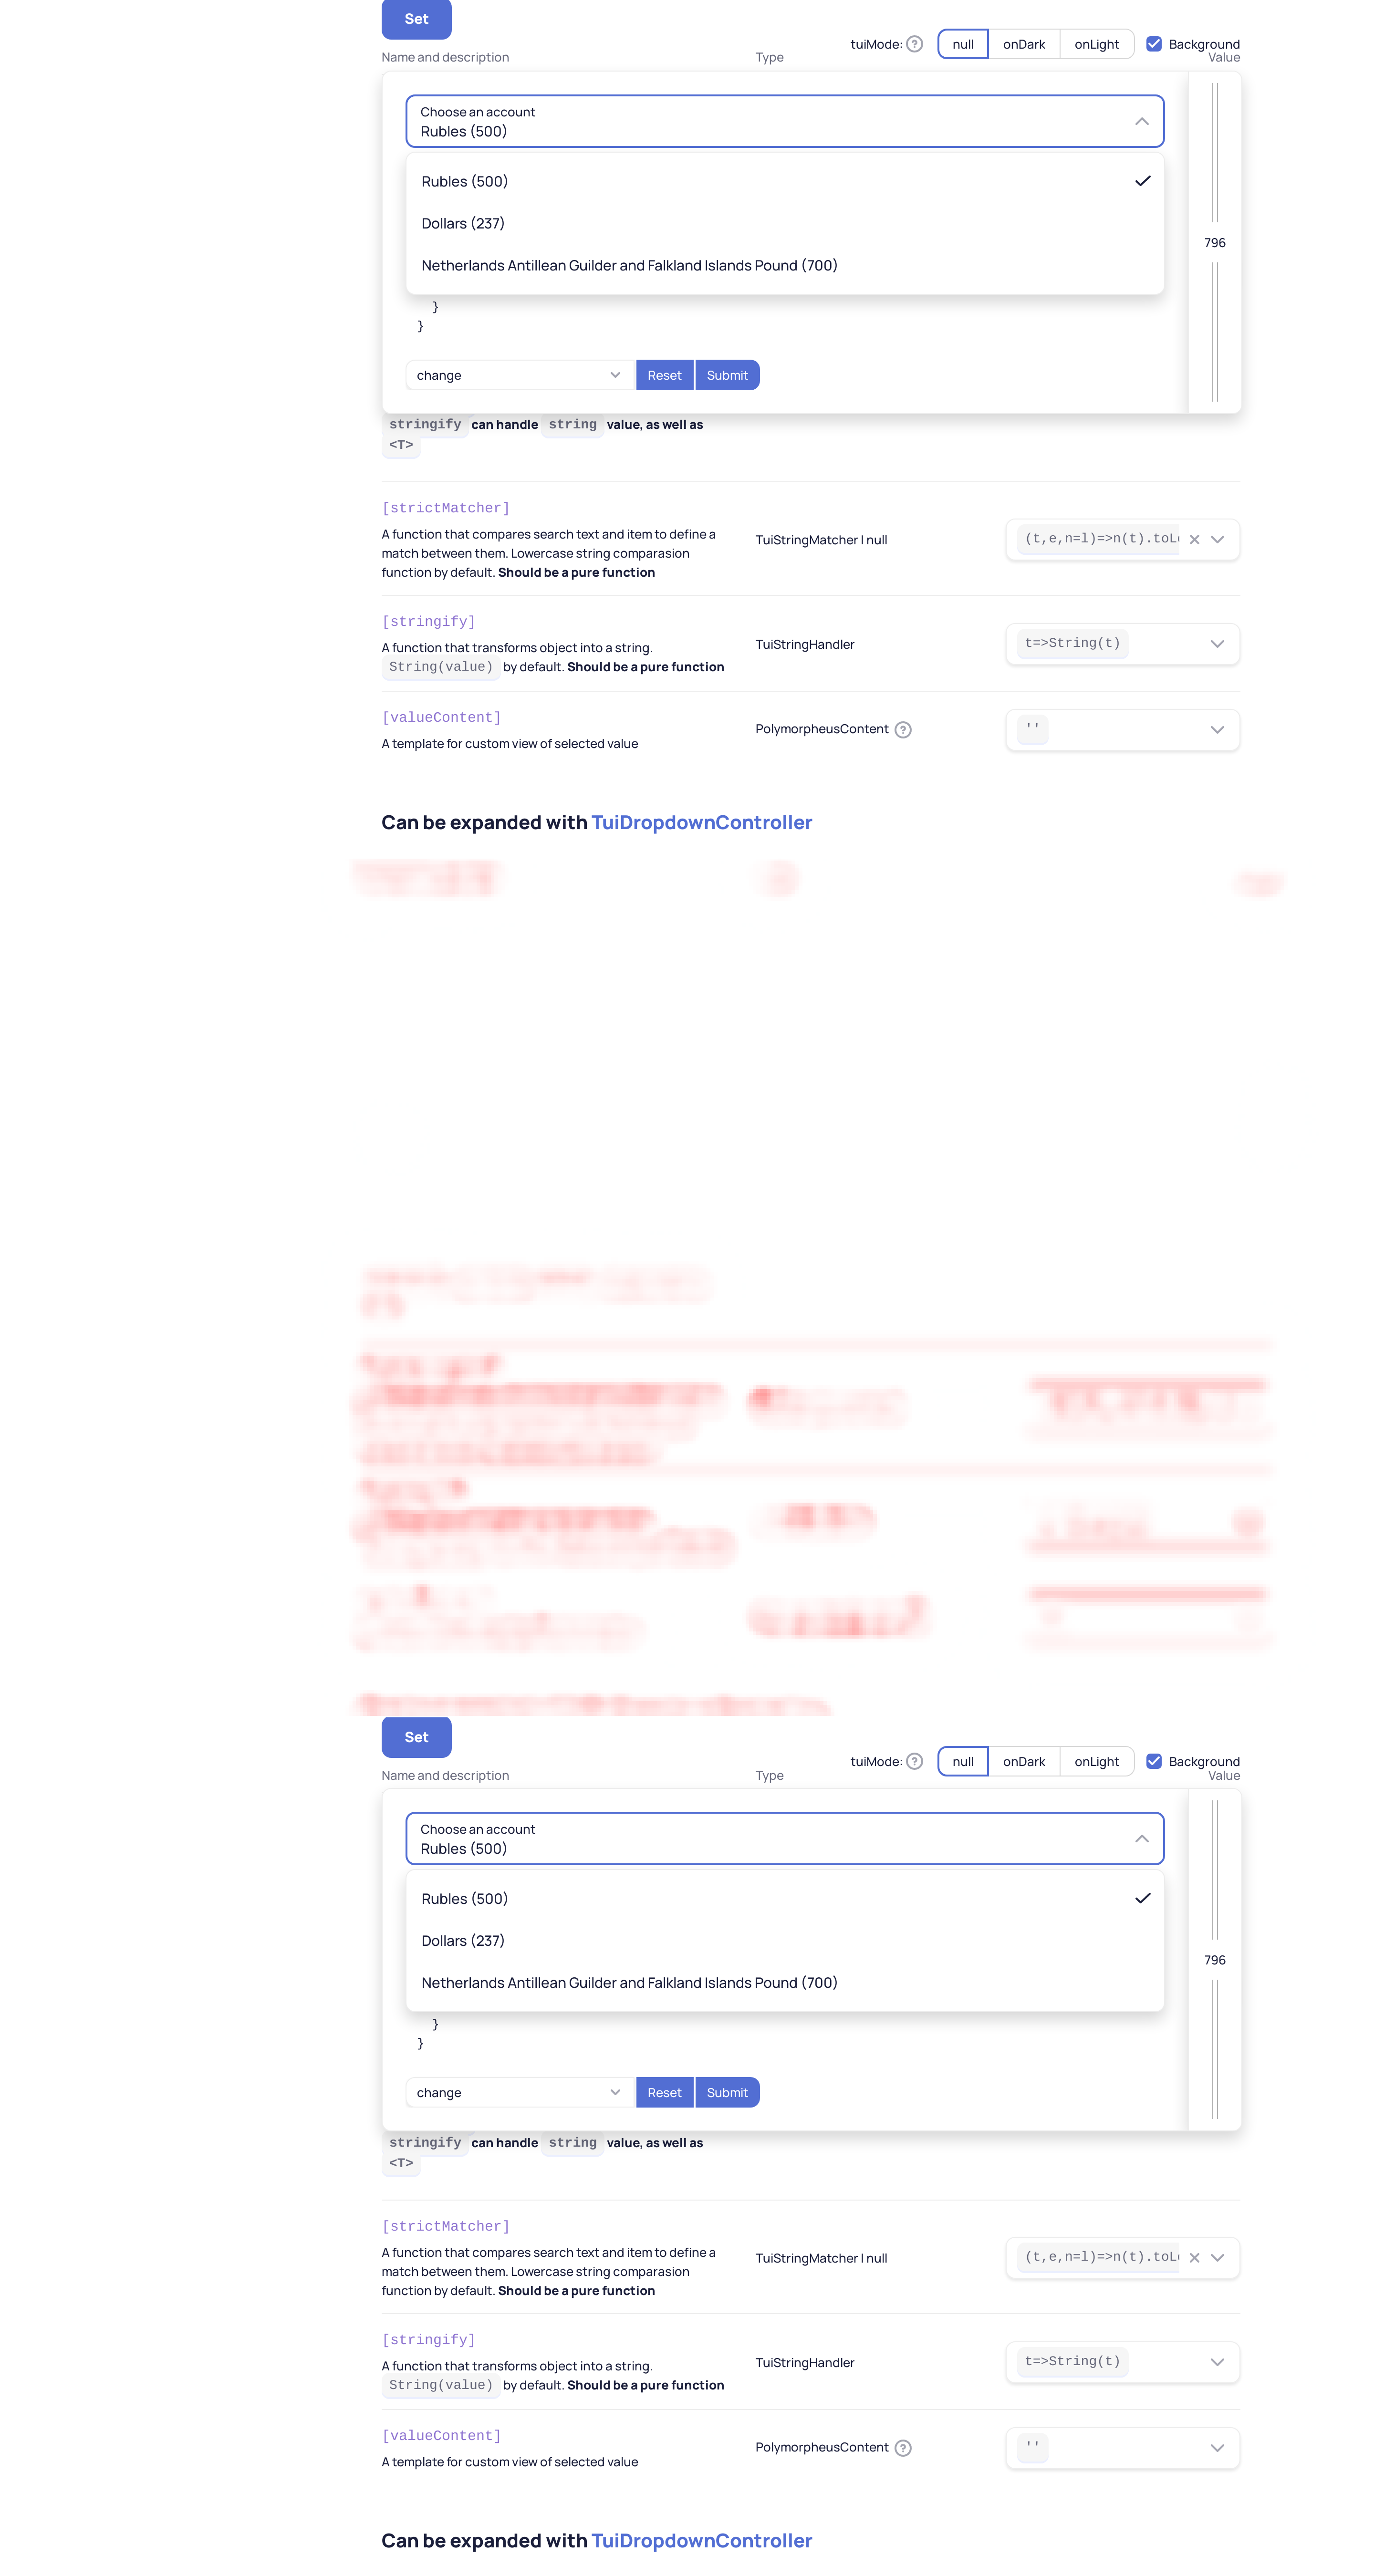 Set
tuiMode: ? null onDark onLight Background
Name and description Type Value
Choose an account
Rubles (500)
Rubles (500)
Dollars (237)
796
Netherlands Antillean Guilder and Falkland Islands Pound (700)
}
}
change Reset Submit
stringify can handle string value, as well as
<T>
[strictMatcher]
A function that compares search text and item to define a
match between them. Lowercase string comparasion
function by default. Should be a pure function
TuiStringMatcher | null
(t,e,n=l)=>n(t).toL
[stringify]
A function that transforms object into a string.
String(value) by default. Should be a pure function
TuiStringHandler
t=>String(t)
[valueContent]
A template for custom view of selected value
PolymorpheusContent ?
''
Can be expanded with TuiDropdownController
Set
tuiMode: ? null onDark onLight Background
Name and description Type Value
Choose an account
Rubles (500)
Rubles (500)
Dollars (237)
796
Netherlands Antillean Guilder and Falkland Islands Pound (700)
}
}
change Reset Submit
stringify can handle string value, as well as
<T>
[strictMatcher]
A function that compares search text and item to define a
match between them. Lowercase string comparasion
function by default. Should be a pure function
TuiStringMatcher | null
(t,e,n=l)=>n(t).toL
[stringify]
A function that transforms object into a string.
String(value) by default. Should be a pure function
TuiStringHandler
t=>String(t)
[valueContent]
A template for custom view of selected value
PolymorpheusContent ?
''
Can be expanded with TuiDropdownController